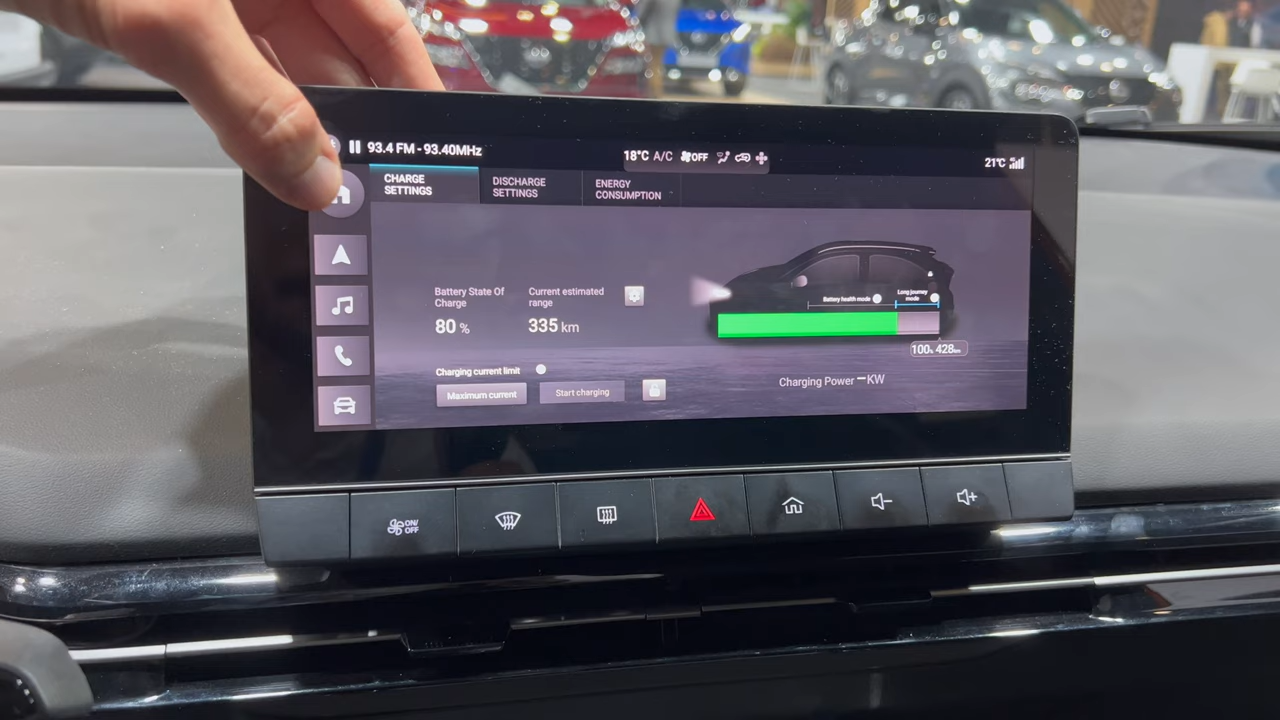 93.4 FM - 93.40MHz
18°C A/C OFF
21°C
CHARGE
SETTINGS
DISCHARGE
SETTINGS
ENERGY
CONSUMPTION
Battery State Of
Charge
Current estimated
range
80 %
335 km
Battery health mode
Long journey
mode
100% 428km
Charging current limit
Maximum current
Start charging
Charging Power — KW
ON/
OFF